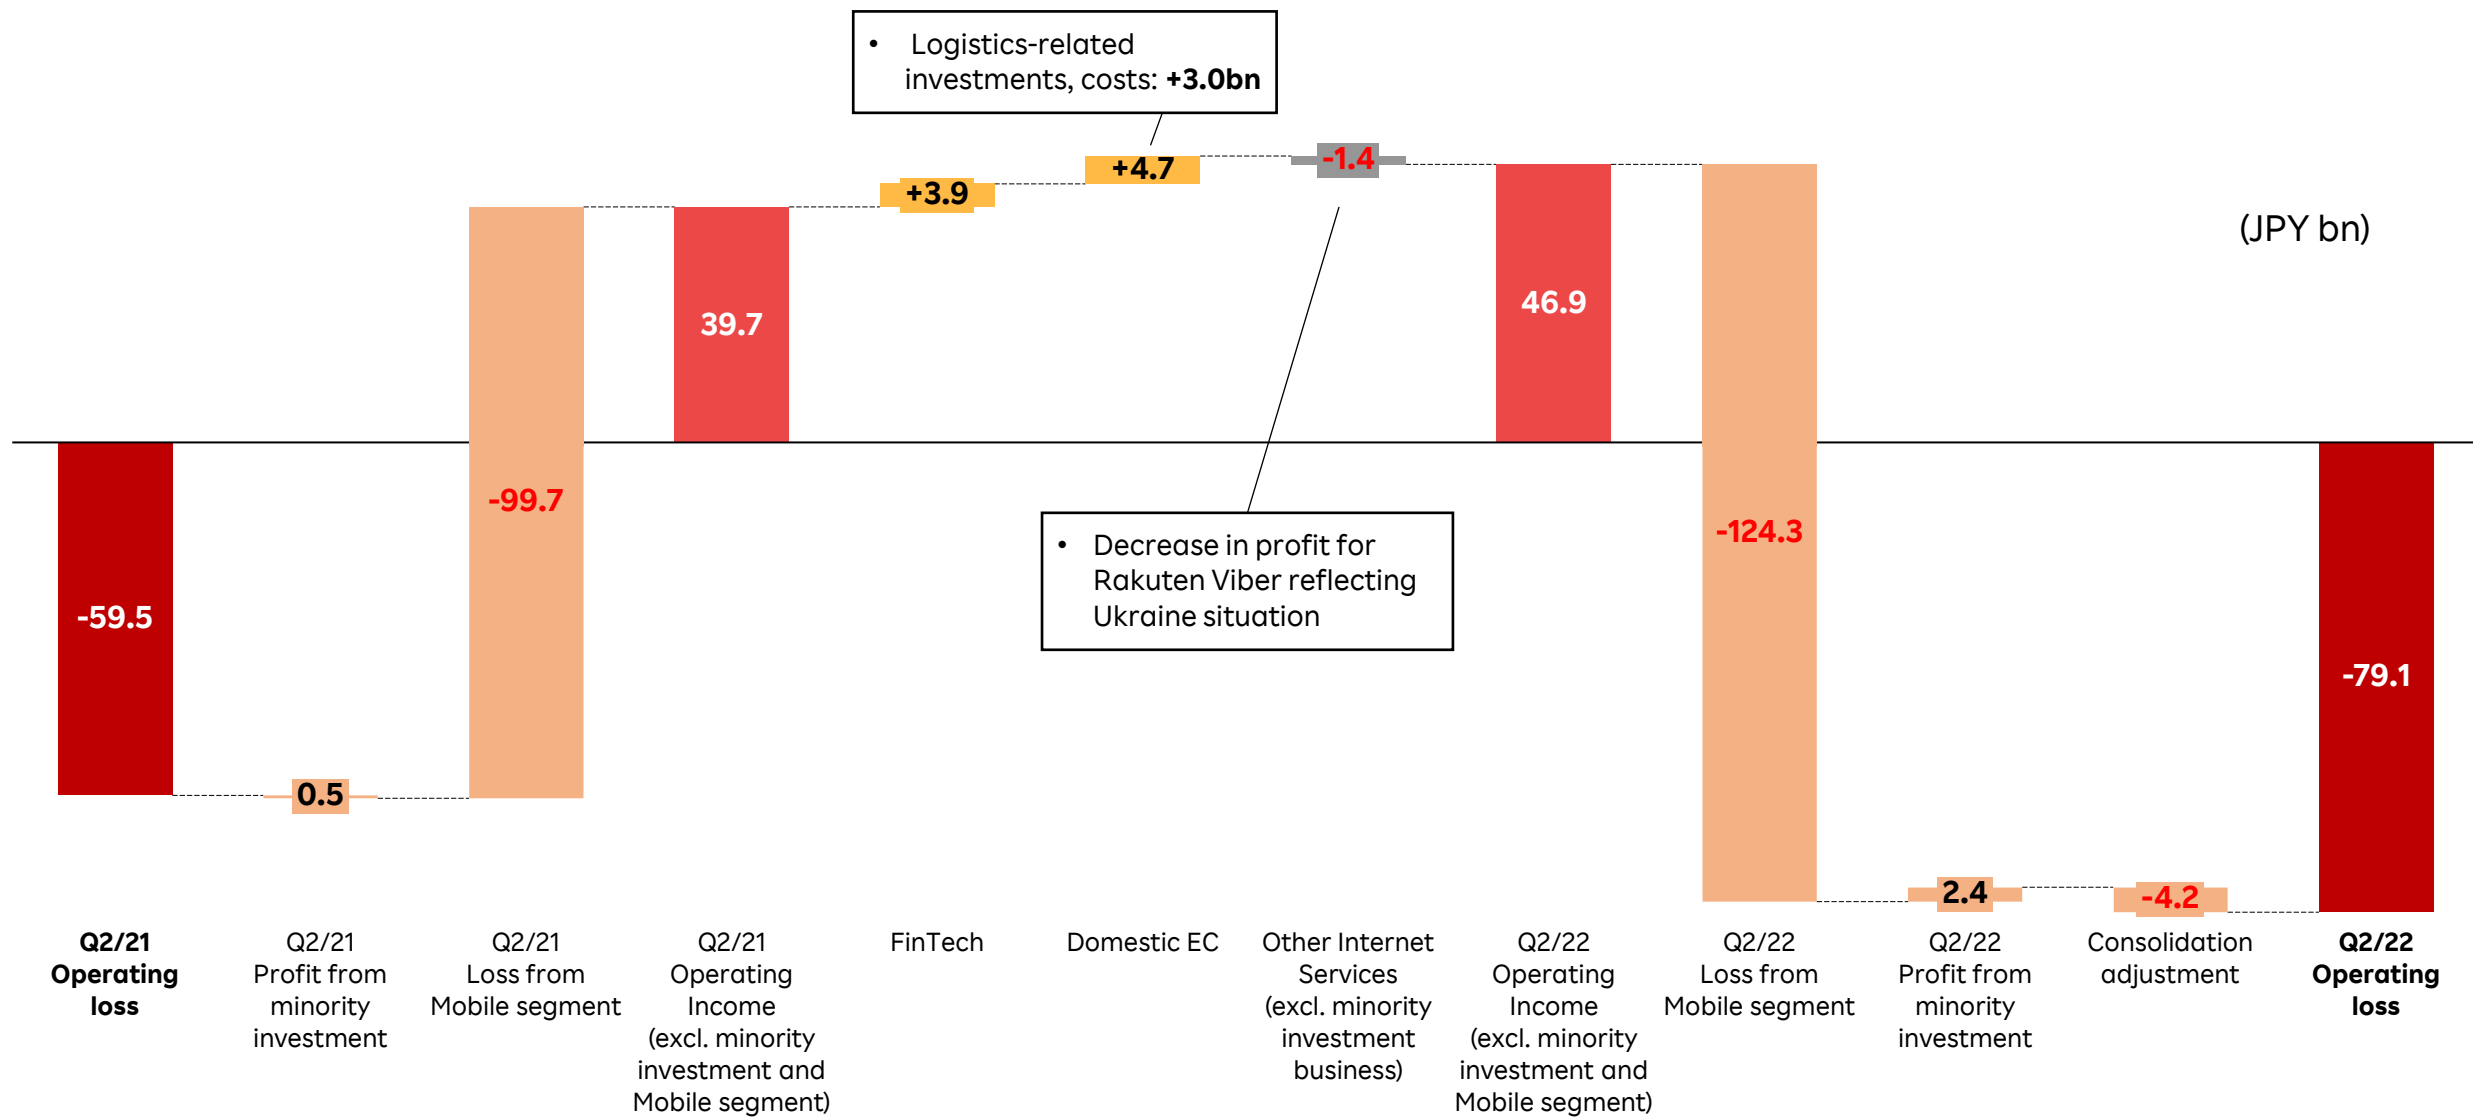 • Logistics-related
investments, costs: +3.0bn
(JPY bn)
-59.5
0.5
-99.7
39.7
+3.9
+4.7
-1.4
46.9
-124.3
2.4
-4.2
-79.1
• Decrease in profit for
Rakuten Viber reflecting
Ukraine situation
Q2/21
Operating
loss
Q2/21
Profit from
minority
investment
Q2/21
Loss from
Mobile segment
Q2/21
Operating
Income
(excl. minority
investment and
Mobile segment)
FinTech
Domestic EC
Other Internet
Services
(excl. minority
investment
business)
Q2/22
Operating
Income
(excl. minority
investment and
Mobile segment)
Q2/22
Loss from
Mobile segment
Q2/22
Profit from
minority
investment
Consolidation
adjustment
Q2/22
Operating
loss